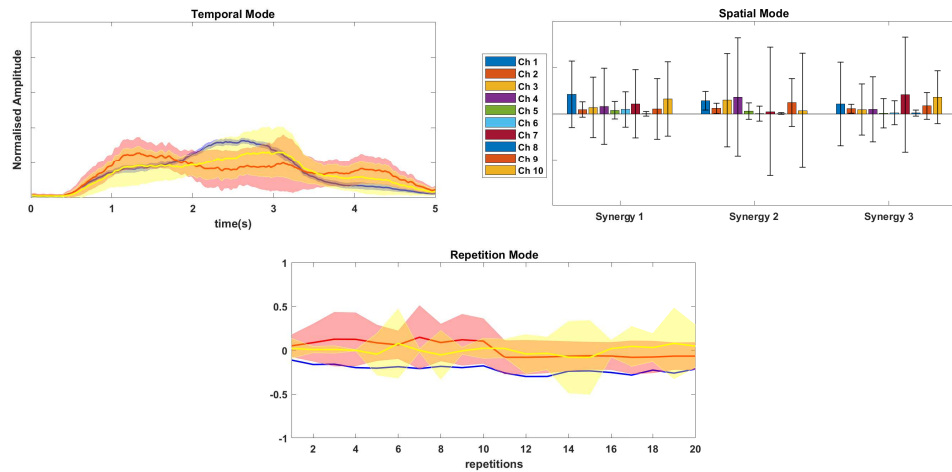 Temporal Mode
Normalised Amplitude
0 1 2 3 4 5
time(s)
Spatial Mode
Ch 1
Ch 2
Ch 3
Ch 4
Ch 5
Ch 6
Ch 7
Ch 8
Ch 9
Ch 10
Synergy 1 Synergy 2 Synergy 3
Repetition Mode
1
0.5
0
-0.5
-1
2 4 6 8 10 12 14 16 18 20
repetitions